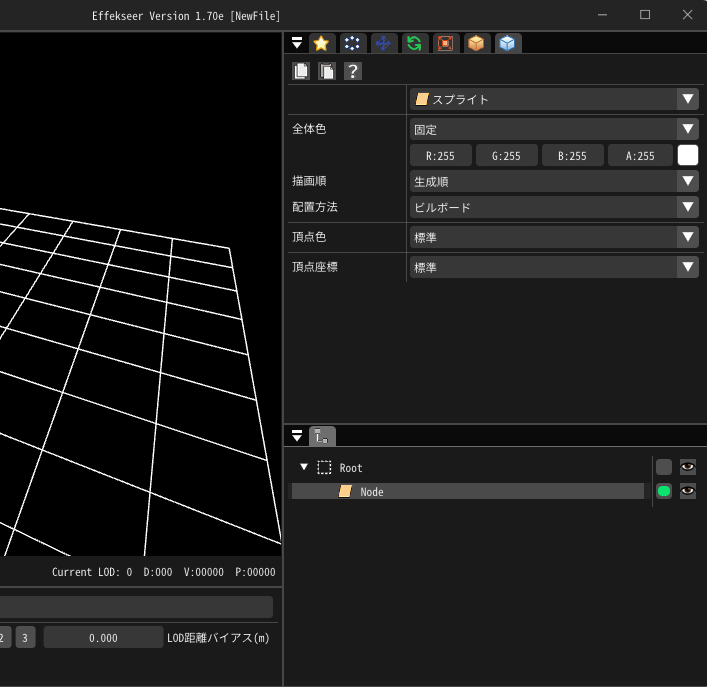 Effekseer Version 1.70e [NewFile]
?
スプライト
全体色
固定
R:255 G:255 B:255 A:255
描画順
生成順
配置方法
ビルボード
頂点色
標準
頂点座標
標準
Root
Node
Current LOD: 0 D:000 V:00000 P:00000
2 3 0.000 LOD距離バイアス(m)